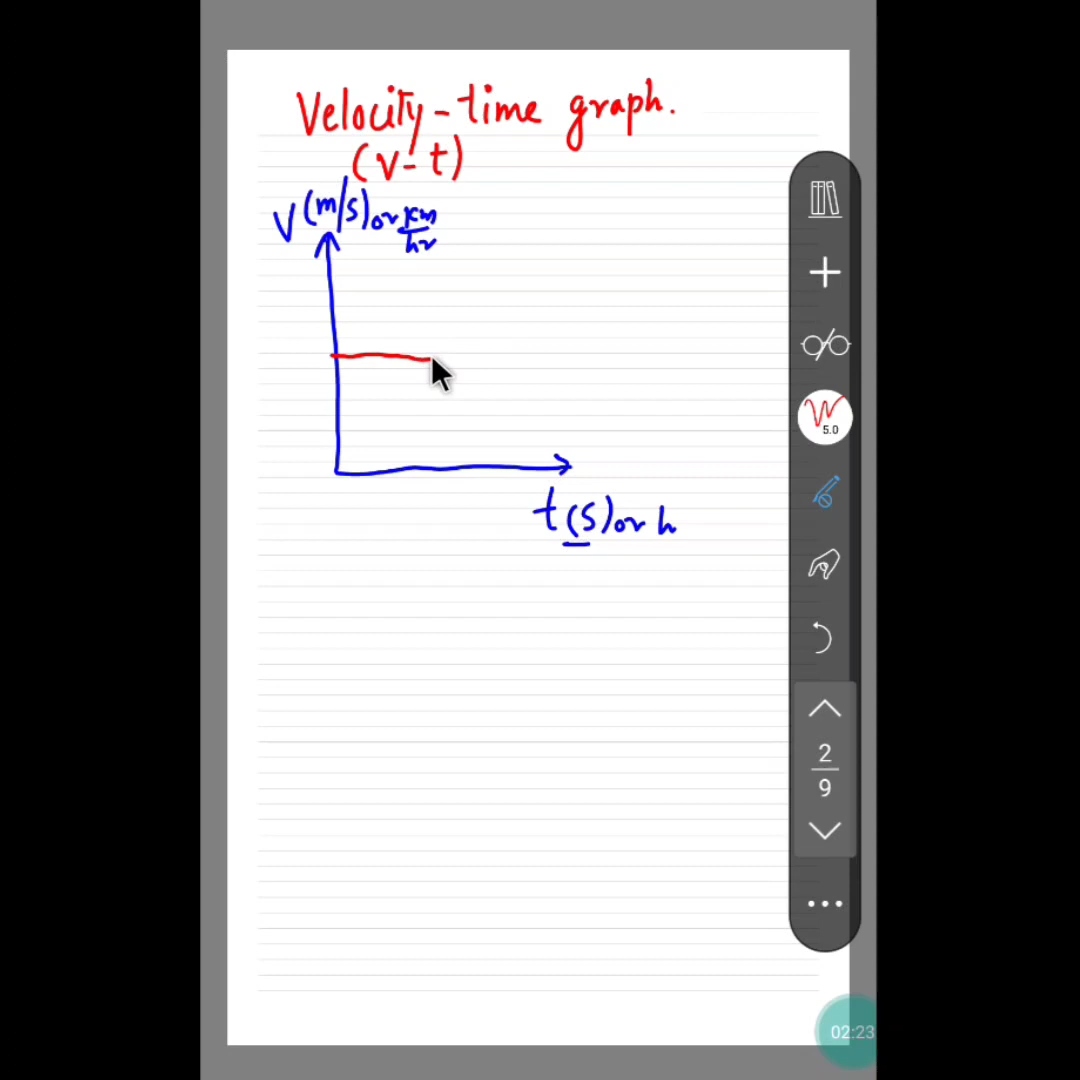 Velocity-time graph.
(v-t)
V (m/s) or km/hr
t (s) or h
5.0
2
9
02:23